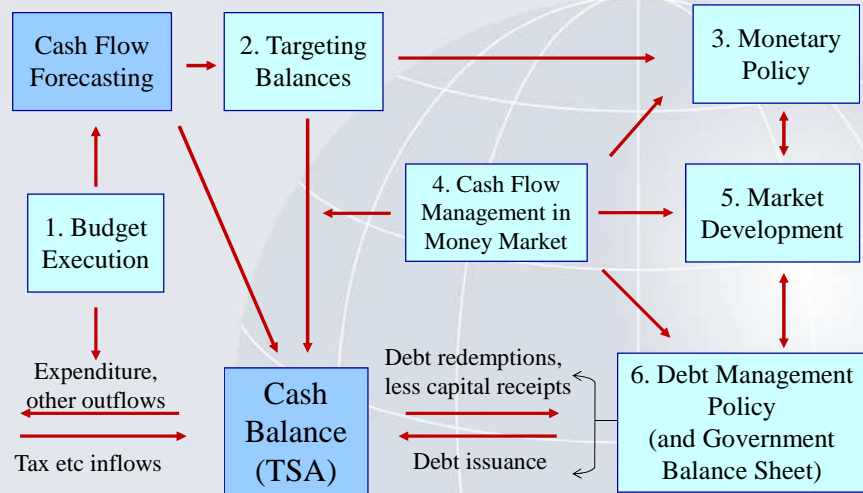 Cash Flow
Forecasting
2. Targeting
Balances
3. Monetary
Policy
1. Budget
Execution
4. Cash Flow
Management in
Money Market
5. Market
Development
Expenditure,
other outflows
Tax etc inflows
Cash
Balance
(TSA)
Debt redemptions,
less capital receipts
Debt issuance
6. Debt Management
Policy
(and Government
Balance Sheet)